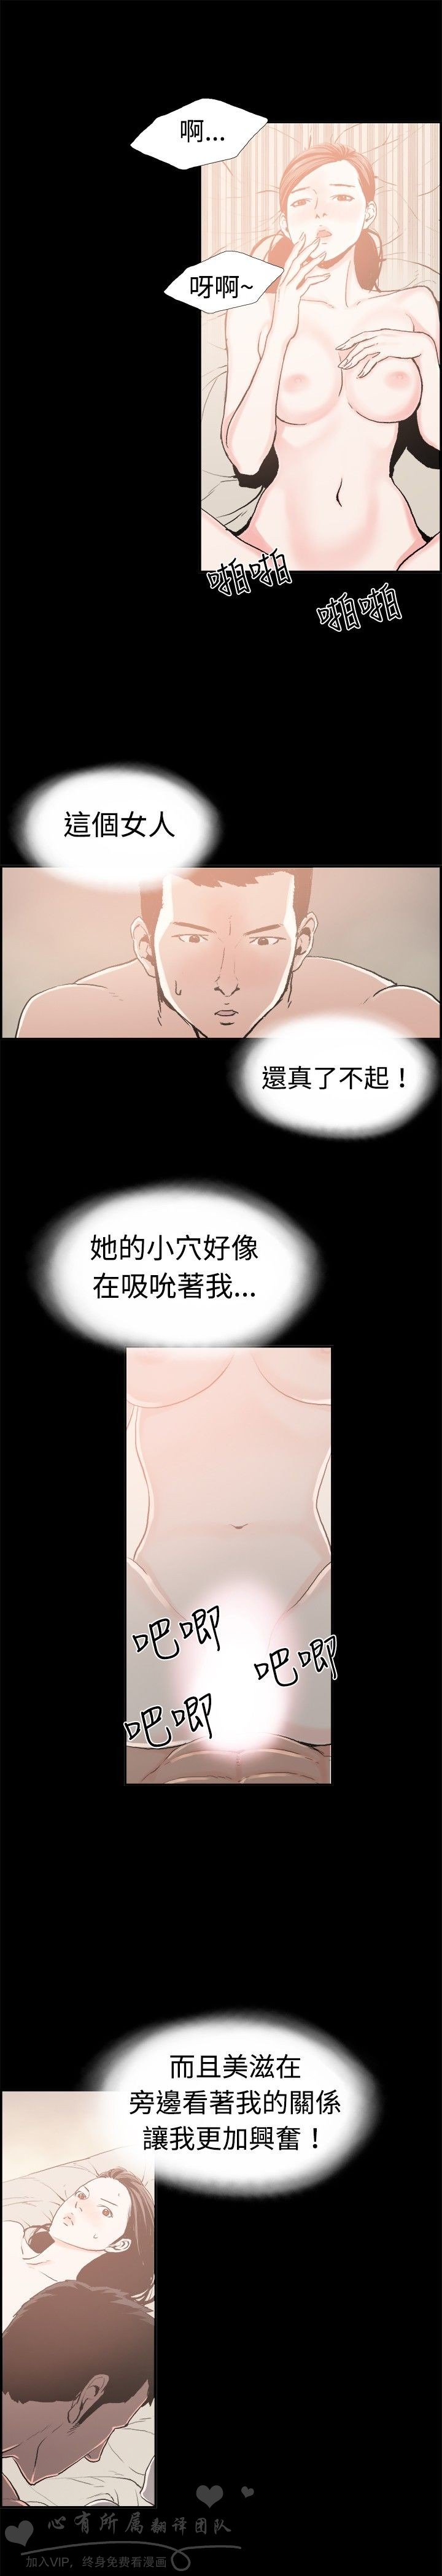 啊...
呀啊~
啪啪
啪啪
這個女人
還真了不起！
她的小穴好像
在吸吮著我...
吧唧
吧唧
吧唧
而且美滋在
旁邊看著我的關係
讓我更加興奮！
心有所属翻译团队
加入VIP，终身免费看漫画